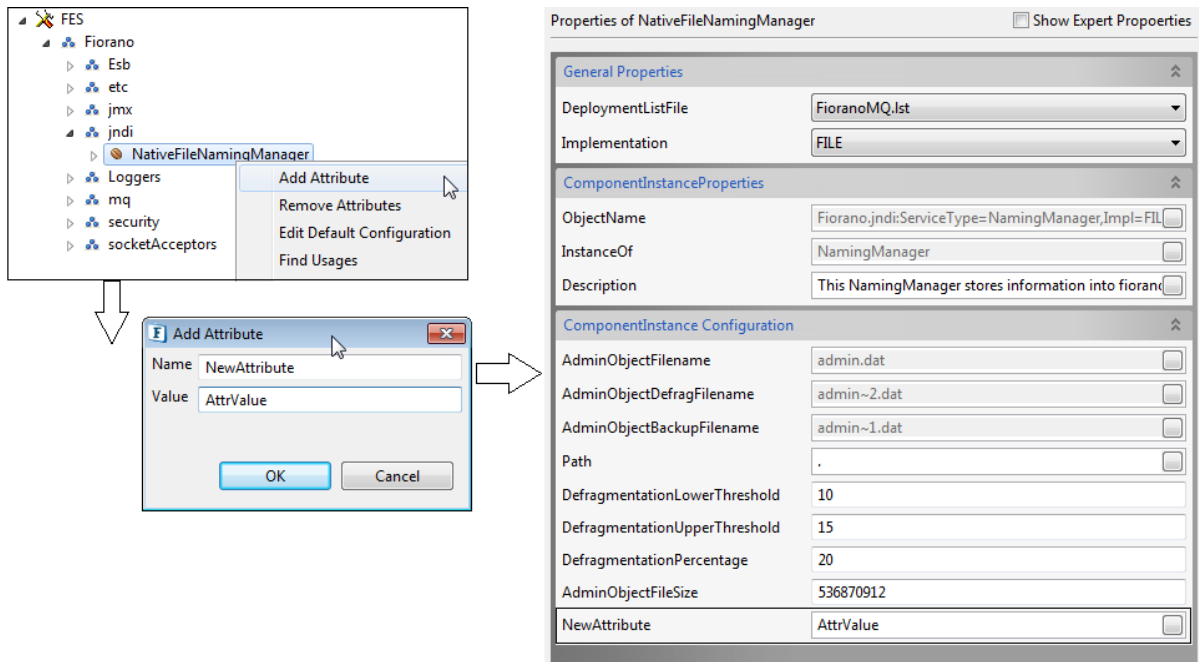 FES
Fiorano
Esb
etc
jmx
jndi
NativeFileNamingManager
Loggers
mq
security
socketAcceptors
Add Attribute
Remove Attributes
Edit Default Configuration
Find Usages
Add Attribute
Name NewAttribute
Value AttrValue
OK Cancel
Properties of NativeFileNamingManager Show Expert Propoerties
General Properties
DeploymentListFile FioranoMQ.lst
Implementation FILE
ComponentInstanceProperties
ObjectName Fiorano.jndi:ServiceType=NamingManager,Impl=FIL
InstanceOf NamingManager
Description This NamingManager stores information into fioranc
ComponentInstance Configuration
AdminObjectFilename admin.dat
AdminObjectDefragFilename admin~2.dat
AdminObjectBackupFilename admin~1.dat
Path .
DefragmentationLowerThreshold 10
DefragmentationUpperThreshold 15
DefragmentationPercentage 20
AdminObjectFileSize 536870912
NewAttribute AttrValue